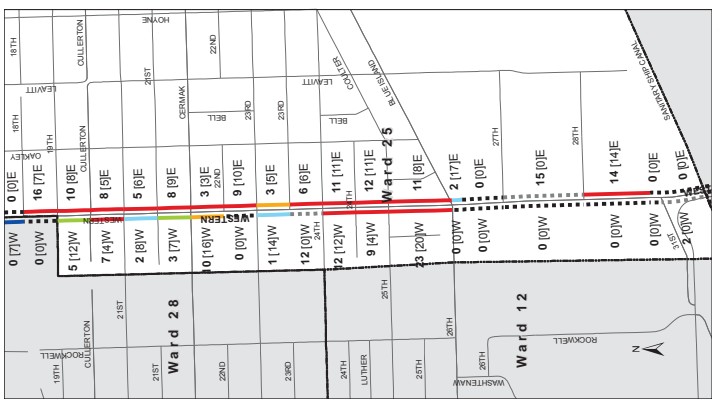 18TH
CULLERTON
HOYNE
21ST
22ND
CERMAK
LEAVITT
BELL
23RD
23RD
LEAVITT
BELL
COULTER
BLUE ISLAND
SANITARY SHIP CANAL
18TH
OAKLEY
19TH
CULLERTON
22ND
24TH
27TH
28TH
Ward 25
0 [0]E
16 [7]E
10 [8]E
8 [5]E
5 [6]E
8 [9]E
3 [3]E
9 [10]E
3 [5]E
6 [6]E
11 [11]E
12 [11]E
11 [8]E
2 [17]E
0 [0]E
15 [0]E
14 [14]E
0 [0]E
0 [0]E
WESTERN
WESTERN
0 [7]W
0 [0]W
5 [12]W
7 [4]W
2 [8]W
3 [7]W
10 [16]W
0 [0]W
1 [14]W
12 [0]W
12 [12]W
9 [4]W
23 [20]W
0 [0]W
0 [0]W
0 [0]W
0 [0]W
0 [0]W
2 [0]W
24TH
31ST
25TH
26TH
21ST
CULLERTON
ROCKWELL
19TH
21ST
Ward 28
22ND
23RD
24TH
LUTHER
25TH
26TH
WASHTENAW
Ward 12
ROCKWELL
N